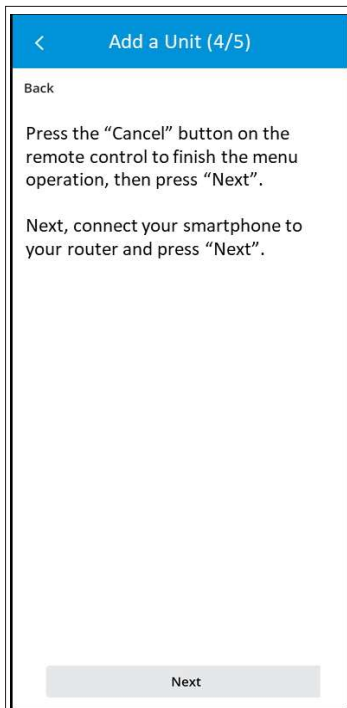 Add a Unit (4/5)
Back
Press the “Cancel” button on the
remote control to finish the menu
operation, then press “Next”.
Next, connect your smartphone to
your router and press “Next”.
Next